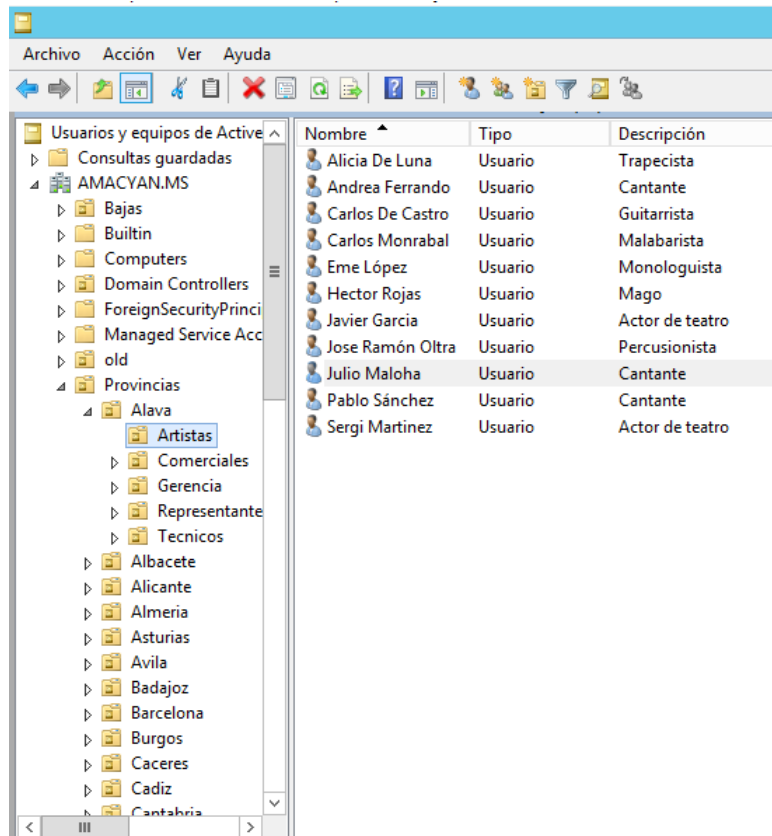 Archivo Acción Ver Ayuda
Usuarios y equipos de Active
Consultas guardadas
AMACYAN.MS
Bajas
Builtin
Computers
Domain Controllers
ForeignSecurityPrinci
Managed Service Acc
old
Provincias
Alava
Artistas
Comerciales
Gerencia
Representante
Tecnicos
Albacete
Alicante
Almeria
Asturias
Avila
Badajoz
Barcelona
Burgos
Caceres
Cadiz
Cantabria
Nombre Tipo Descripción
Alicia De Luna Usuario Trapecista
Andrea Ferrando Usuario Cantante
Carlos De Castro Usuario Guitarrista
Carlos Monrabal Usuario Malabarista
Eme López Usuario Monologuista
Hector Rojas Usuario Mago
Javier Garcia Usuario Actor de teatro
Jose Ramón Oltra Usuario Percusionista
Julio Maloha Usuario Cantante
Pablo Sánchez Usuario Cantante
Sergi Martinez Usuario Actor de teatro